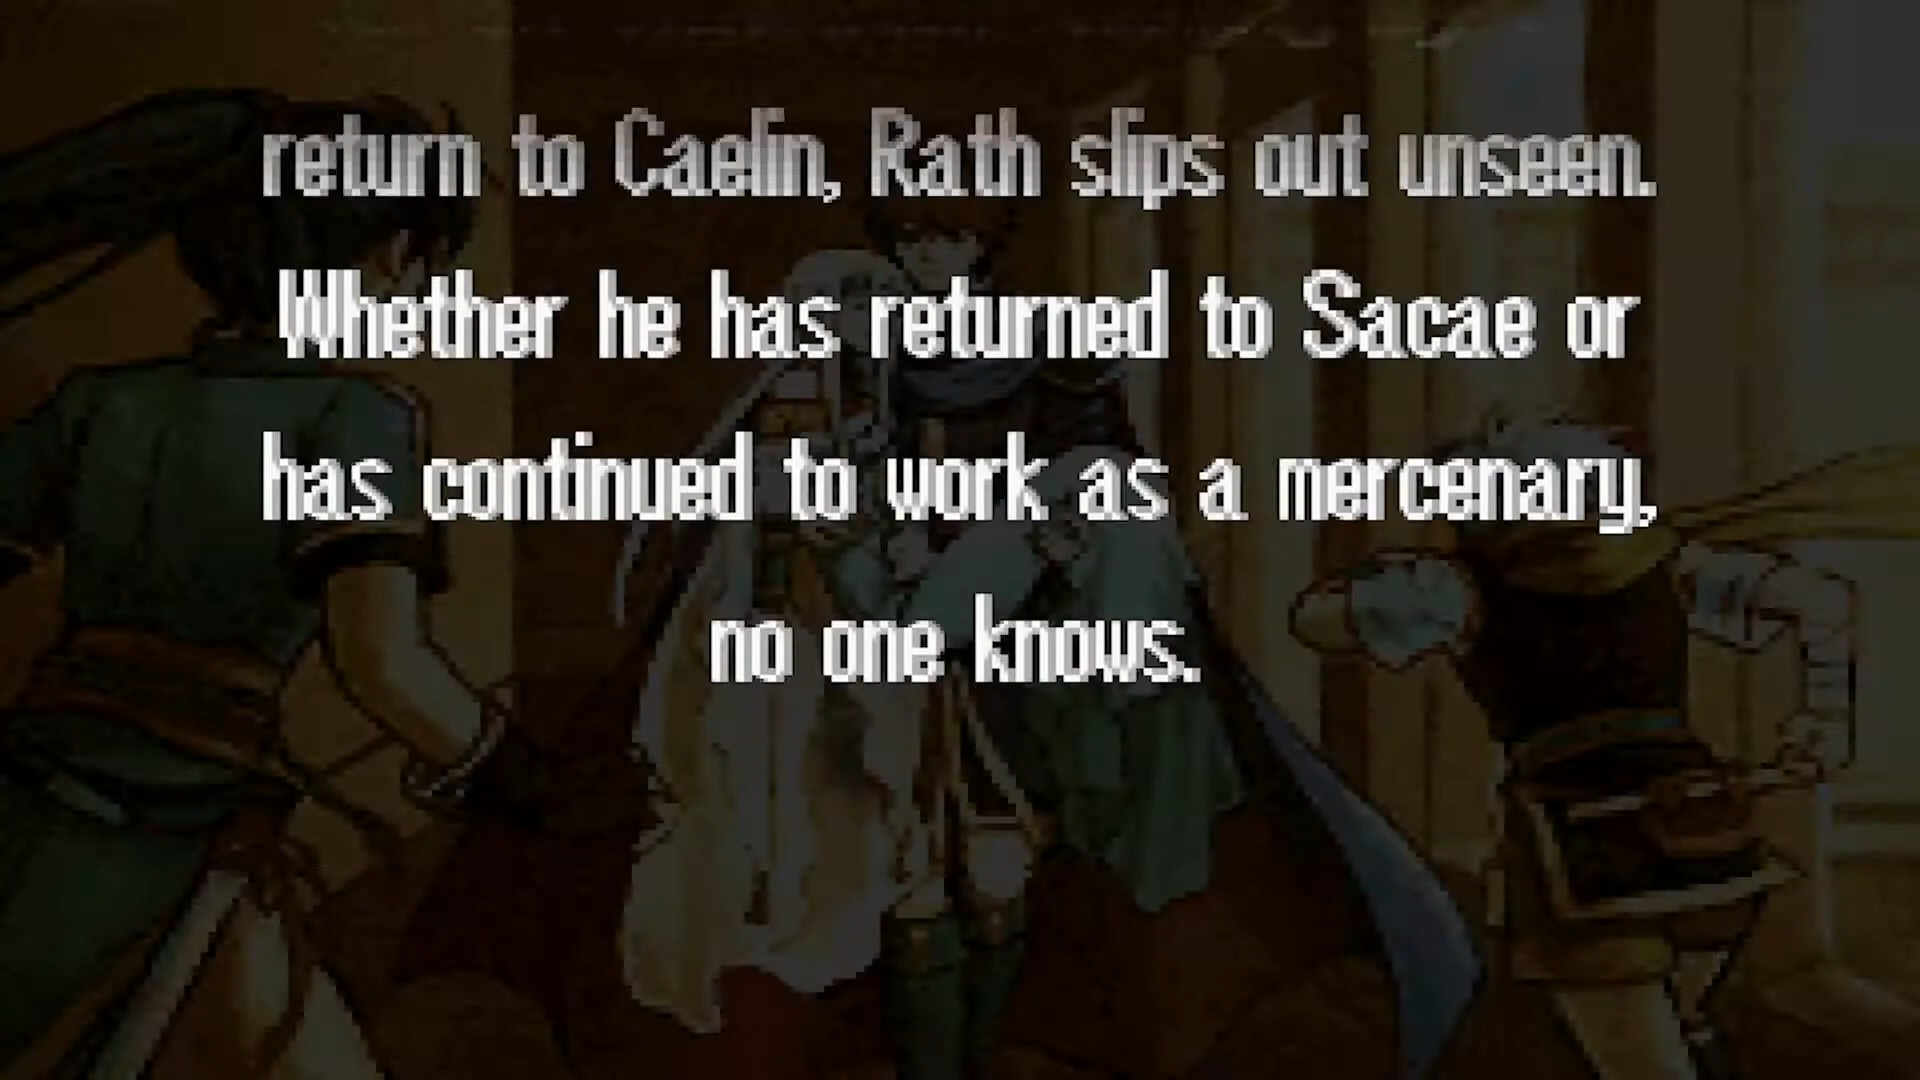 return to Caelin, Rath slips out unseen.
Whether he has returned to Sacae or
has continued to work as a mercenary,
no one knows.